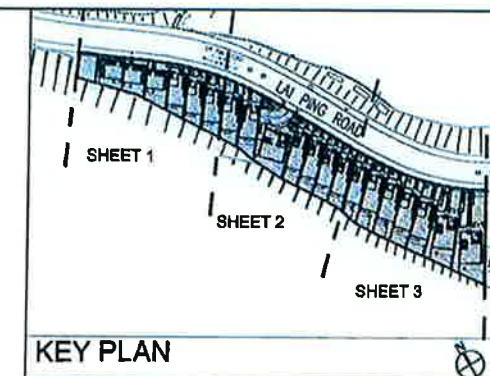 LAI PING ROAD
SHEET 1
SHEET 2
SHEET 3
KEY PLAN